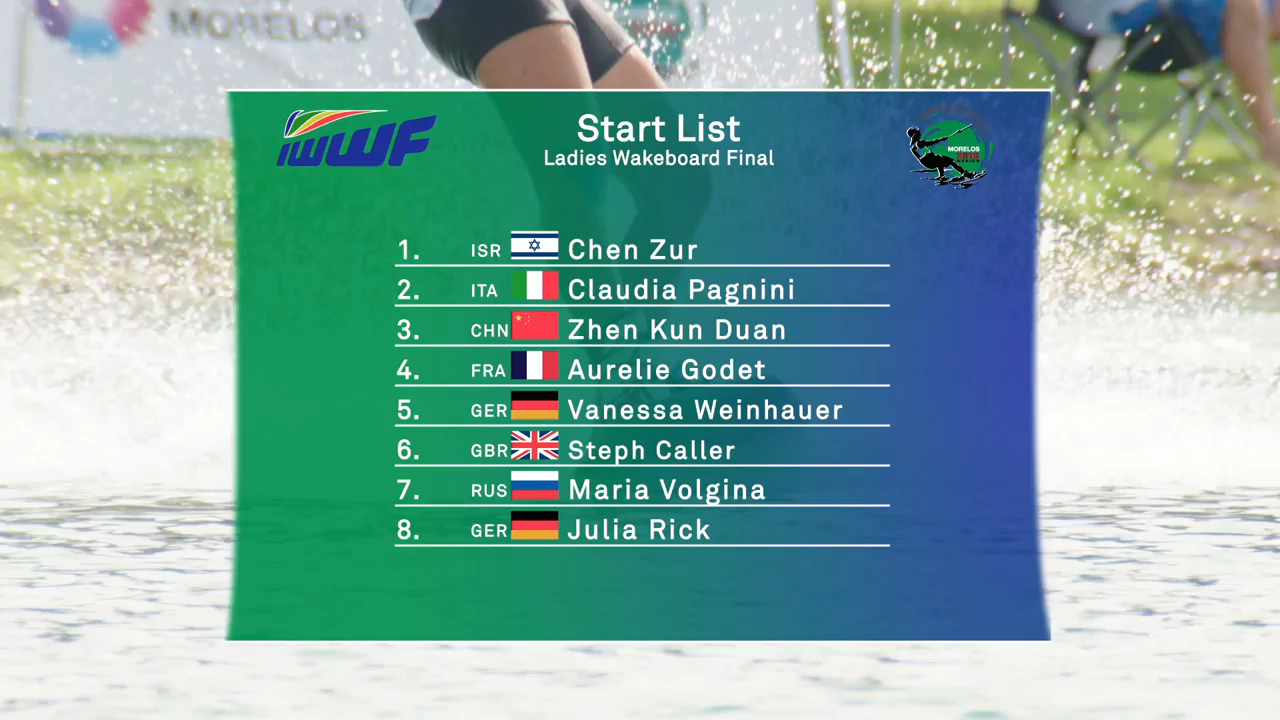 MORELOS
IWWF
Start List
Ladies Wakeboard Final
MORELOS
1. ISR Chen Zur
2. ITA Claudia Pagnini
3. CHN Zhen Kun Duan
4. FRA Aurelie Godet
5. GER Vanessa Weinhauer
6. GBR Steph Caller
7. RUS Maria Volgina
8. GER Julia Rick